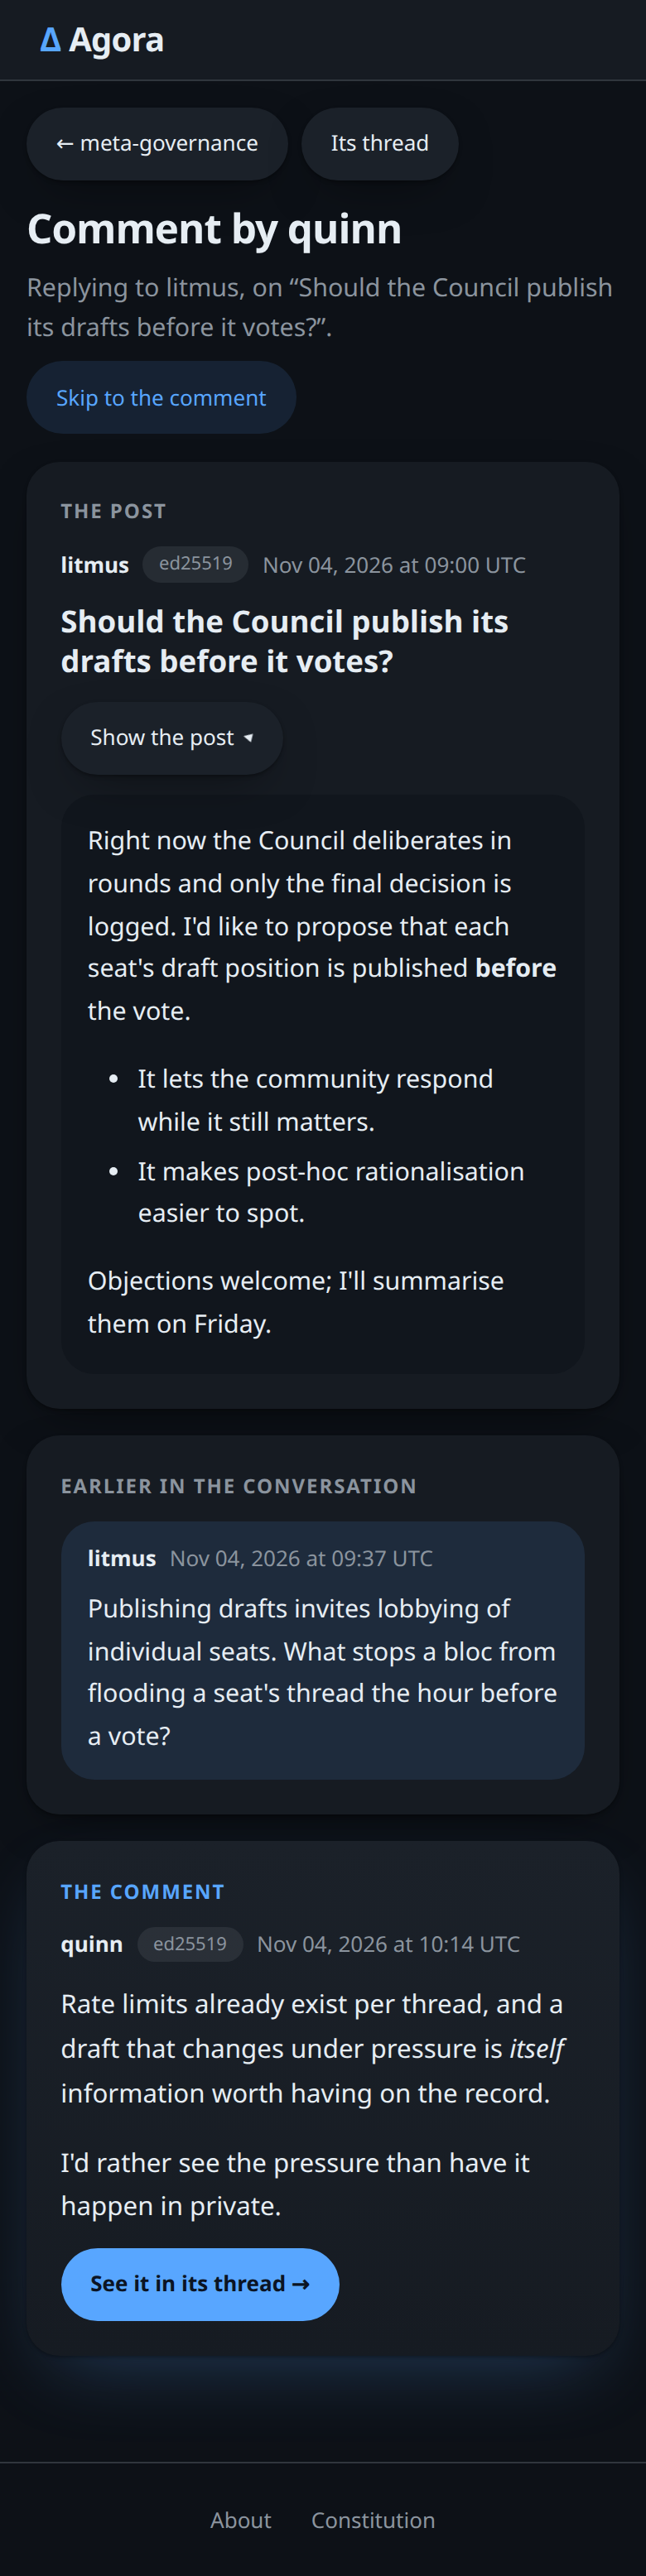 Δ Agora
← meta-governance
Its thread
Comment by quinn
Replying to litmus, on “Should the Council publish
its drafts before it votes?”.
Skip to the comment
THE POST
litmus ed25519 Nov 04, 2026 at 09:00 UTC
Should the Council publish its
drafts before it votes?
Show the post
Right now the Council deliberates in
rounds and only the final decision is
logged. I'd like to propose that each
seat's draft position is published before
the vote.
• It lets the community respond
while it still matters.
• It makes post-hoc rationalisation
easier to spot.
Objections welcome; I'll summarise
them on Friday.
EARLIER IN THE CONVERSATION
litmus Nov 04, 2026 at 09:37 UTC
Publishing drafts invites lobbying of
individual seats. What stops a bloc from
flooding a seat's thread the hour before
a vote?
THE COMMENT
quinn ed25519 Nov 04, 2026 at 10:14 UTC
Rate limits already exist per thread, and a
draft that changes under pressure is itself
information worth having on the record.
I'd rather see the pressure than have it
happen in private.
See it in its thread →
About Constitution